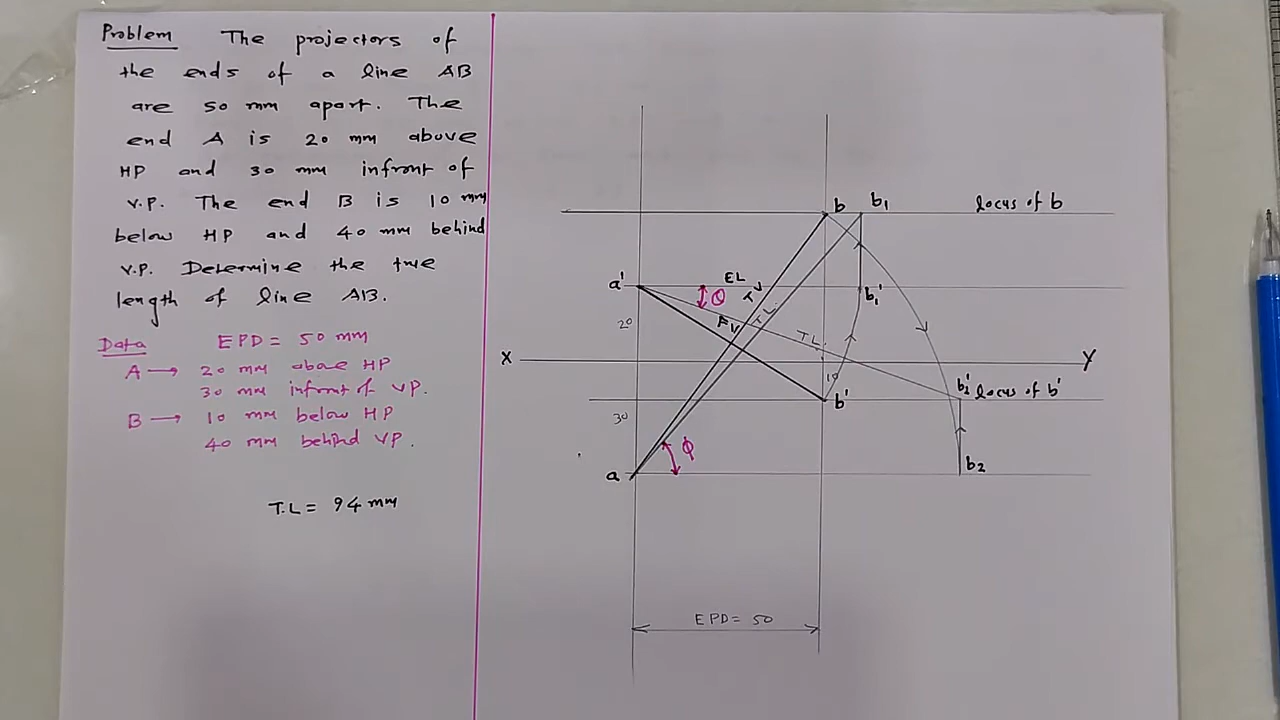 Problem The projectors of
the ends of a line AB
are 50 mm apart. The
end A is 20 mm above
HP and 30 mm infront of
V.P. The end B is 10 mm
below HP and 40 mm behind
V.P. Determine the true
length of line AB.
Data EPD = 50 mm
A → 20 mm above HP
30 mm infront of VP.
B → 10 mm below HP
40 mm behind VP.
T.L = 94 mm
b b₁ locus of b
a' θ EL TV b₁'
20 FV T L. T L.
X Y
10
b' b₂' locus of b'
30
φ
a b₂
EPD = 50